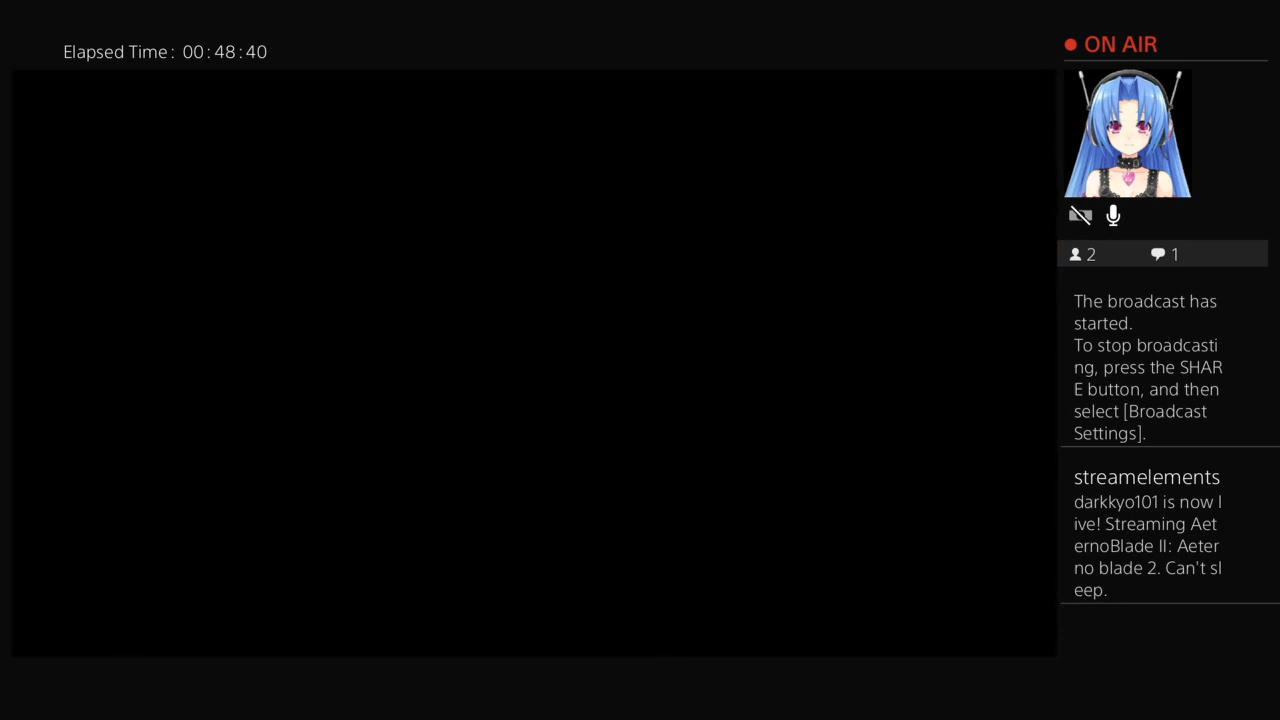 Elapsed Time: 00:48:40
ON AIR
2
1
The broadcast has
started.
To stop broadcasti
ng, press the SHAR
E button, and then
select [Broadcast
Settings].
streamelements
darkkyo101 is now l
ive! Streaming Aet
ernoBlade II: Aeter
no blade 2. Can't sl
eep.